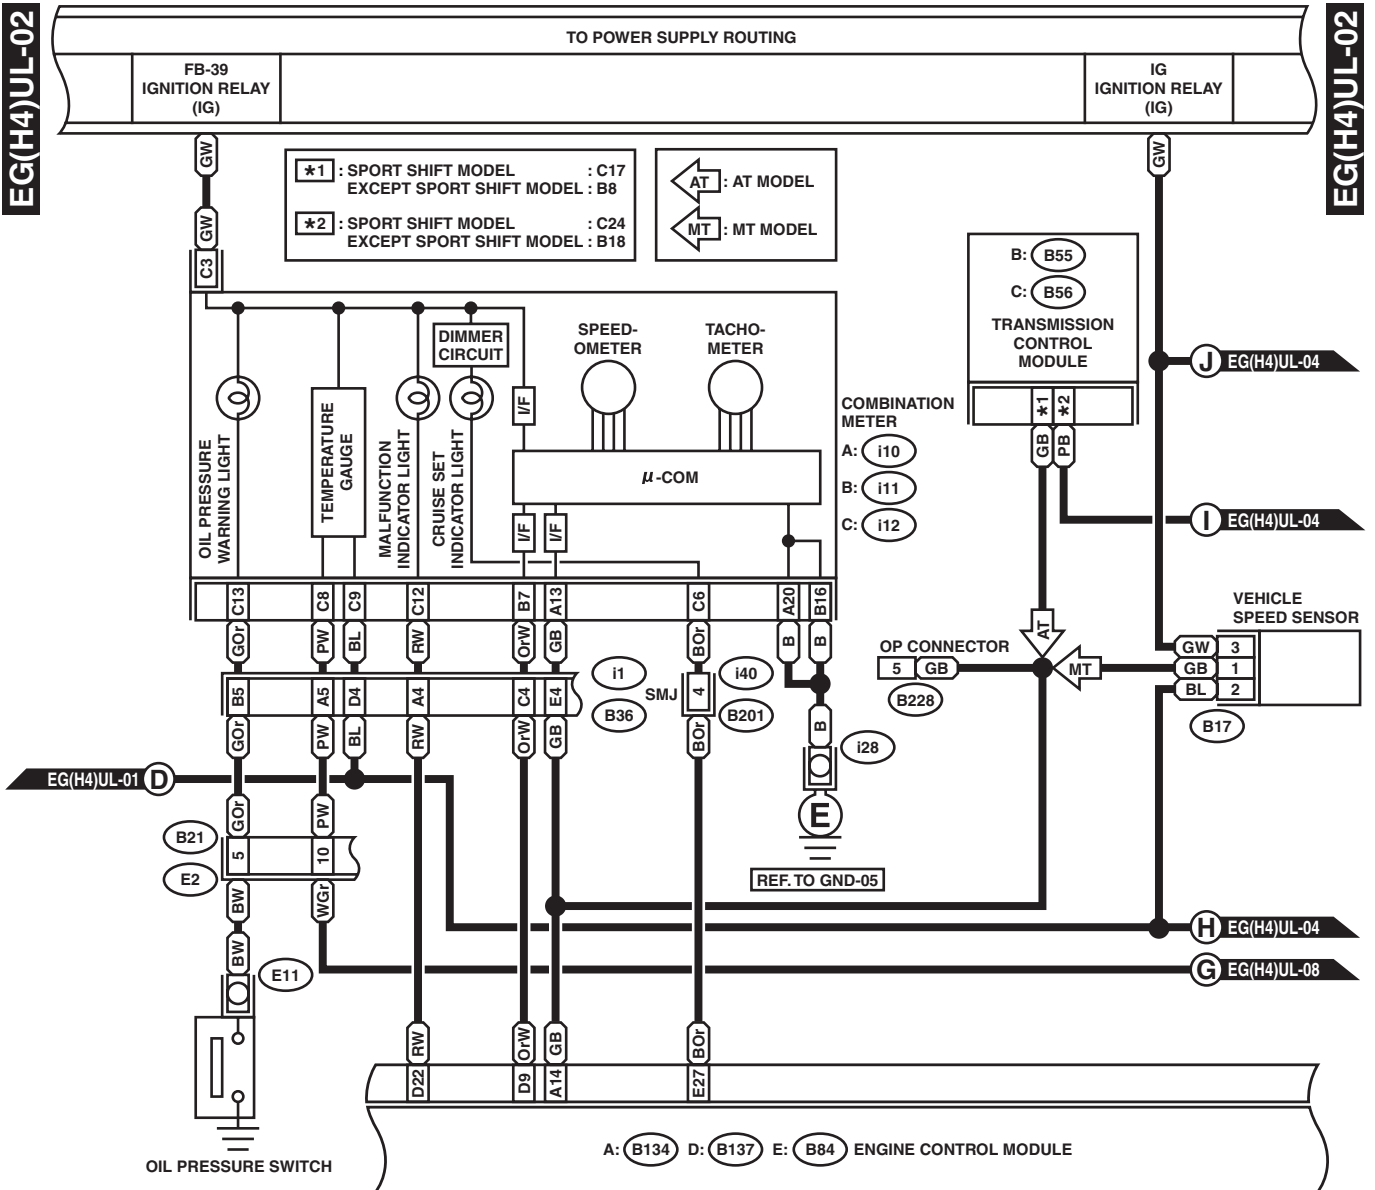 EG(H4)UL-02
EG(H4)UL-02
TO POWER SUPPLY ROUTING
FB-39
IGNITION RELAY
(IG)
IG
IGNITION RELAY
(IG)
GW
GW
C3
GW
*1 : SPORT SHIFT MODEL : C17
EXCEPT SPORT SHIFT MODEL : B8
*2 : SPORT SHIFT MODEL : C24
EXCEPT SPORT SHIFT MODEL : B18
AT : AT MODEL
MT : MT MODEL
B: B55
C: B56
TRANSMISSION
CONTROL
MODULE
*1 *2
GB PB
J EG(H4)UL-04
I EG(H4)UL-04
DIMMER
CIRCUIT
SPEED-
OMETER
TACHO-
METER
I/F
OIL PRESSURE
WARNING LIGHT
TEMPERATURE
GAUGE
MALFUNCTION
INDICATOR LIGHT
CRUISE SET
INDICATOR LIGHT
μ-COM
I/F I/F
COMBINATION
METER
A: i10
B: i11
C: i12
C13 C8 C9 C12 B7 A13 C6 A20 B16
GOr PW BL RW OrW GB BOr B B
B5 A5 D4 A4 C4 E4
i1
B36
SMJ
4
i40
B201
GOr PW BL RW OrW GB BOr
B
i28
E
REF. TO GND-05
VEHICLE
SPEED SENSOR
AT
MT
OP CONNECTOR
5 GB
B228
GW 3
GB 1
BL 2
B17
EG(H4)UL-01 D
GOr PW
B21
E2
5 10
BW WGr
BW
E11
H EG(H4)UL-04
G EG(H4)UL-08
RW OrW GB BOr
D22 D9 A14 E27
A: B134 D: B137 E: B84 ENGINE CONTROL MODULE
OIL PRESSURE SWITCH